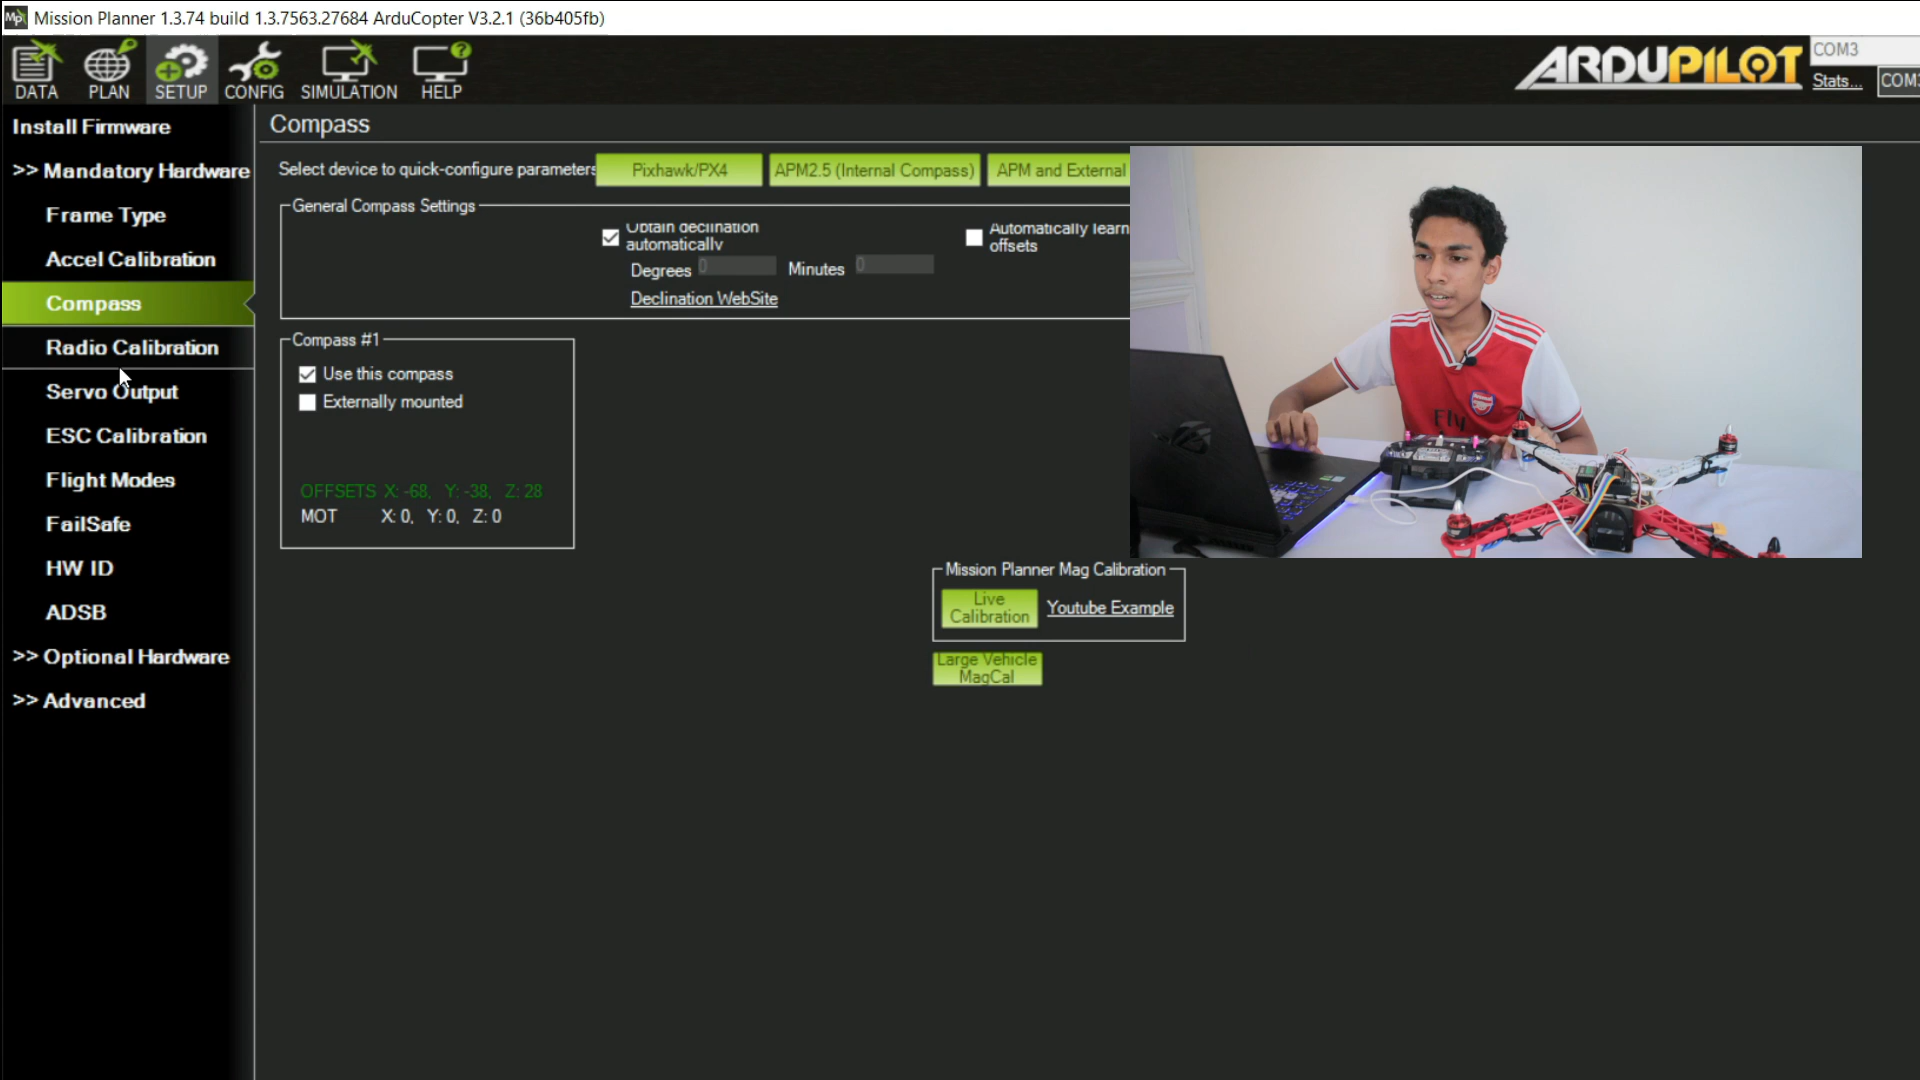 Mission Planner 1.3.74 build 1.3.7563.27684 ArduCopter V3.2.1 (36b405fb)
DATA
PLAN
SETUP
CONFIG
SIMULATION
HELP
ARDUPILOT
COM3
Stats...
COM3
Install Firmware
>> Mandatory Hardware
Frame Type
Accel Calibration
Compass
Radio Calibration
Servo Output
ESC Calibration
Flight Modes
FailSafe
HW ID
ADSB
>> Optional Hardware
>> Advanced
Compass
Select device to quick-configure parameters
Pixhawk/PX4
APM2.5 (Internal Compass)
APM and External
General Compass Settings
Obtain declination
automatically
Automatically learn
offsets
Degrees 0
Minutes 0
Declination WebSite
Compass #1
Use this compass
Externally mounted
OFFSETS X: -68, Y: -38, Z: 28
MOT X: 0, Y: 0, Z: 0
Mission Planner Mag Calibration
Live
Calibration
Youtube Example
Large Vehicle
MagCal
Fly
Arsenal